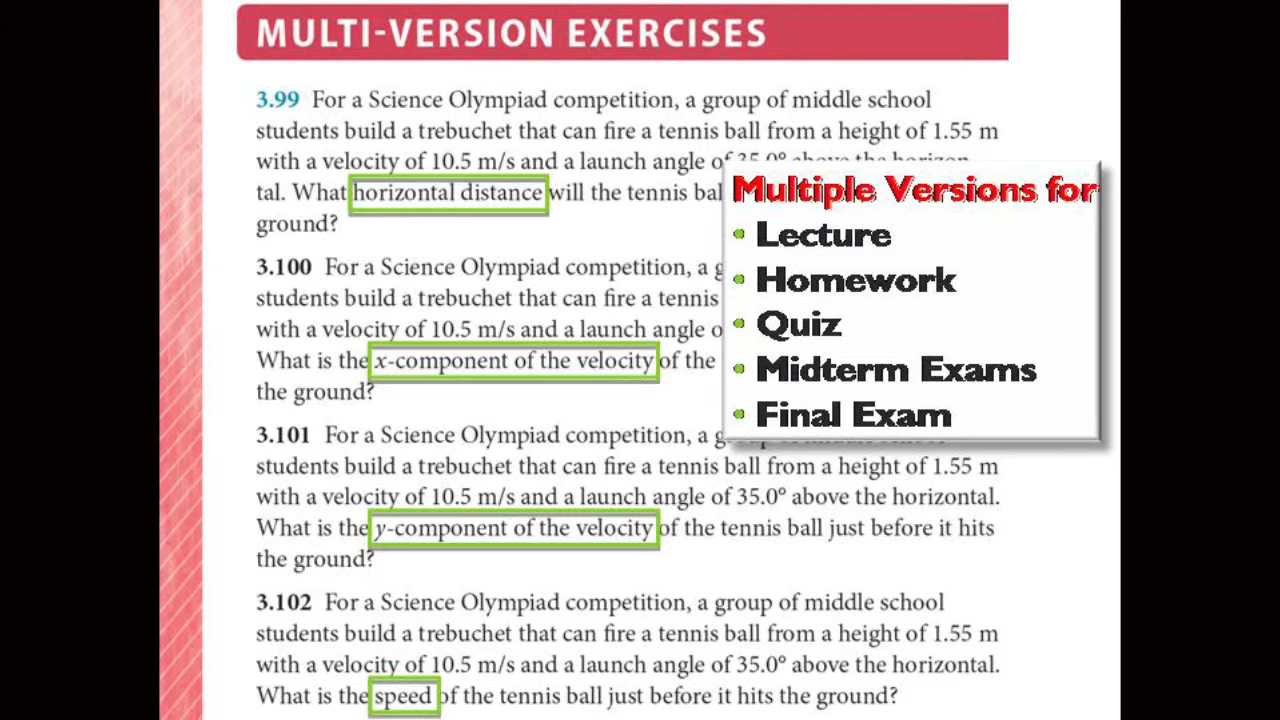 MULTI-VERSION EXERCISES
3.99 For a Science Olympiad competition, a group of middle school
students build a trebuchet that can fire a tennis ball from a height of 1.55 m
with a velocity of 10.5 m/s and a launch angle of 35.0° above the horizon-
tal. What horizontal distance will the tennis bal
ground?
3.100 For a Science Olympiad competition, a g
students build a trebuchet that can fire a tennis
with a velocity of 10.5 m/s and a launch angle o
What is the x-component of the velocity of the
the ground?
Multiple Versions for
• Lecture
• Homework
• Quiz
• Midterm Exams
• Final Exam
3.101 For a Science Olympiad competition, a group of middle school
students build a trebuchet that can fire a tennis ball from a height of 1.55 m
with a velocity of 10.5 m/s and a launch angle of 35.0° above the horizontal.
What is the y-component of the velocity of the tennis ball just before it hits
the ground?
3.102 For a Science Olympiad competition, a group of middle school
students build a trebuchet that can fire a tennis ball from a height of 1.55 m
with a velocity of 10.5 m/s and a launch angle of 35.0° above the horizontal.
What is the speed of the tennis ball just before it hits the ground?